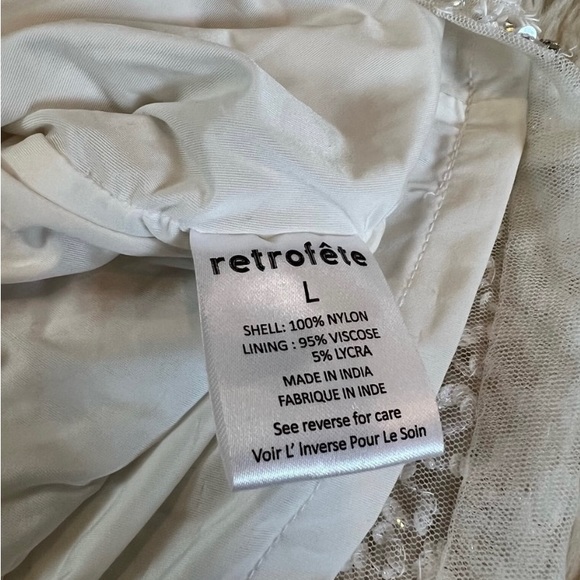 retrofête
L
SHELL: 100% NYLON
LINING : 95% VISCOSE
5% LYCRA
MADE IN INDIA
FABRIQUE IN INDE
See reverse for care
Voir L' Inverse Pour Le Soin